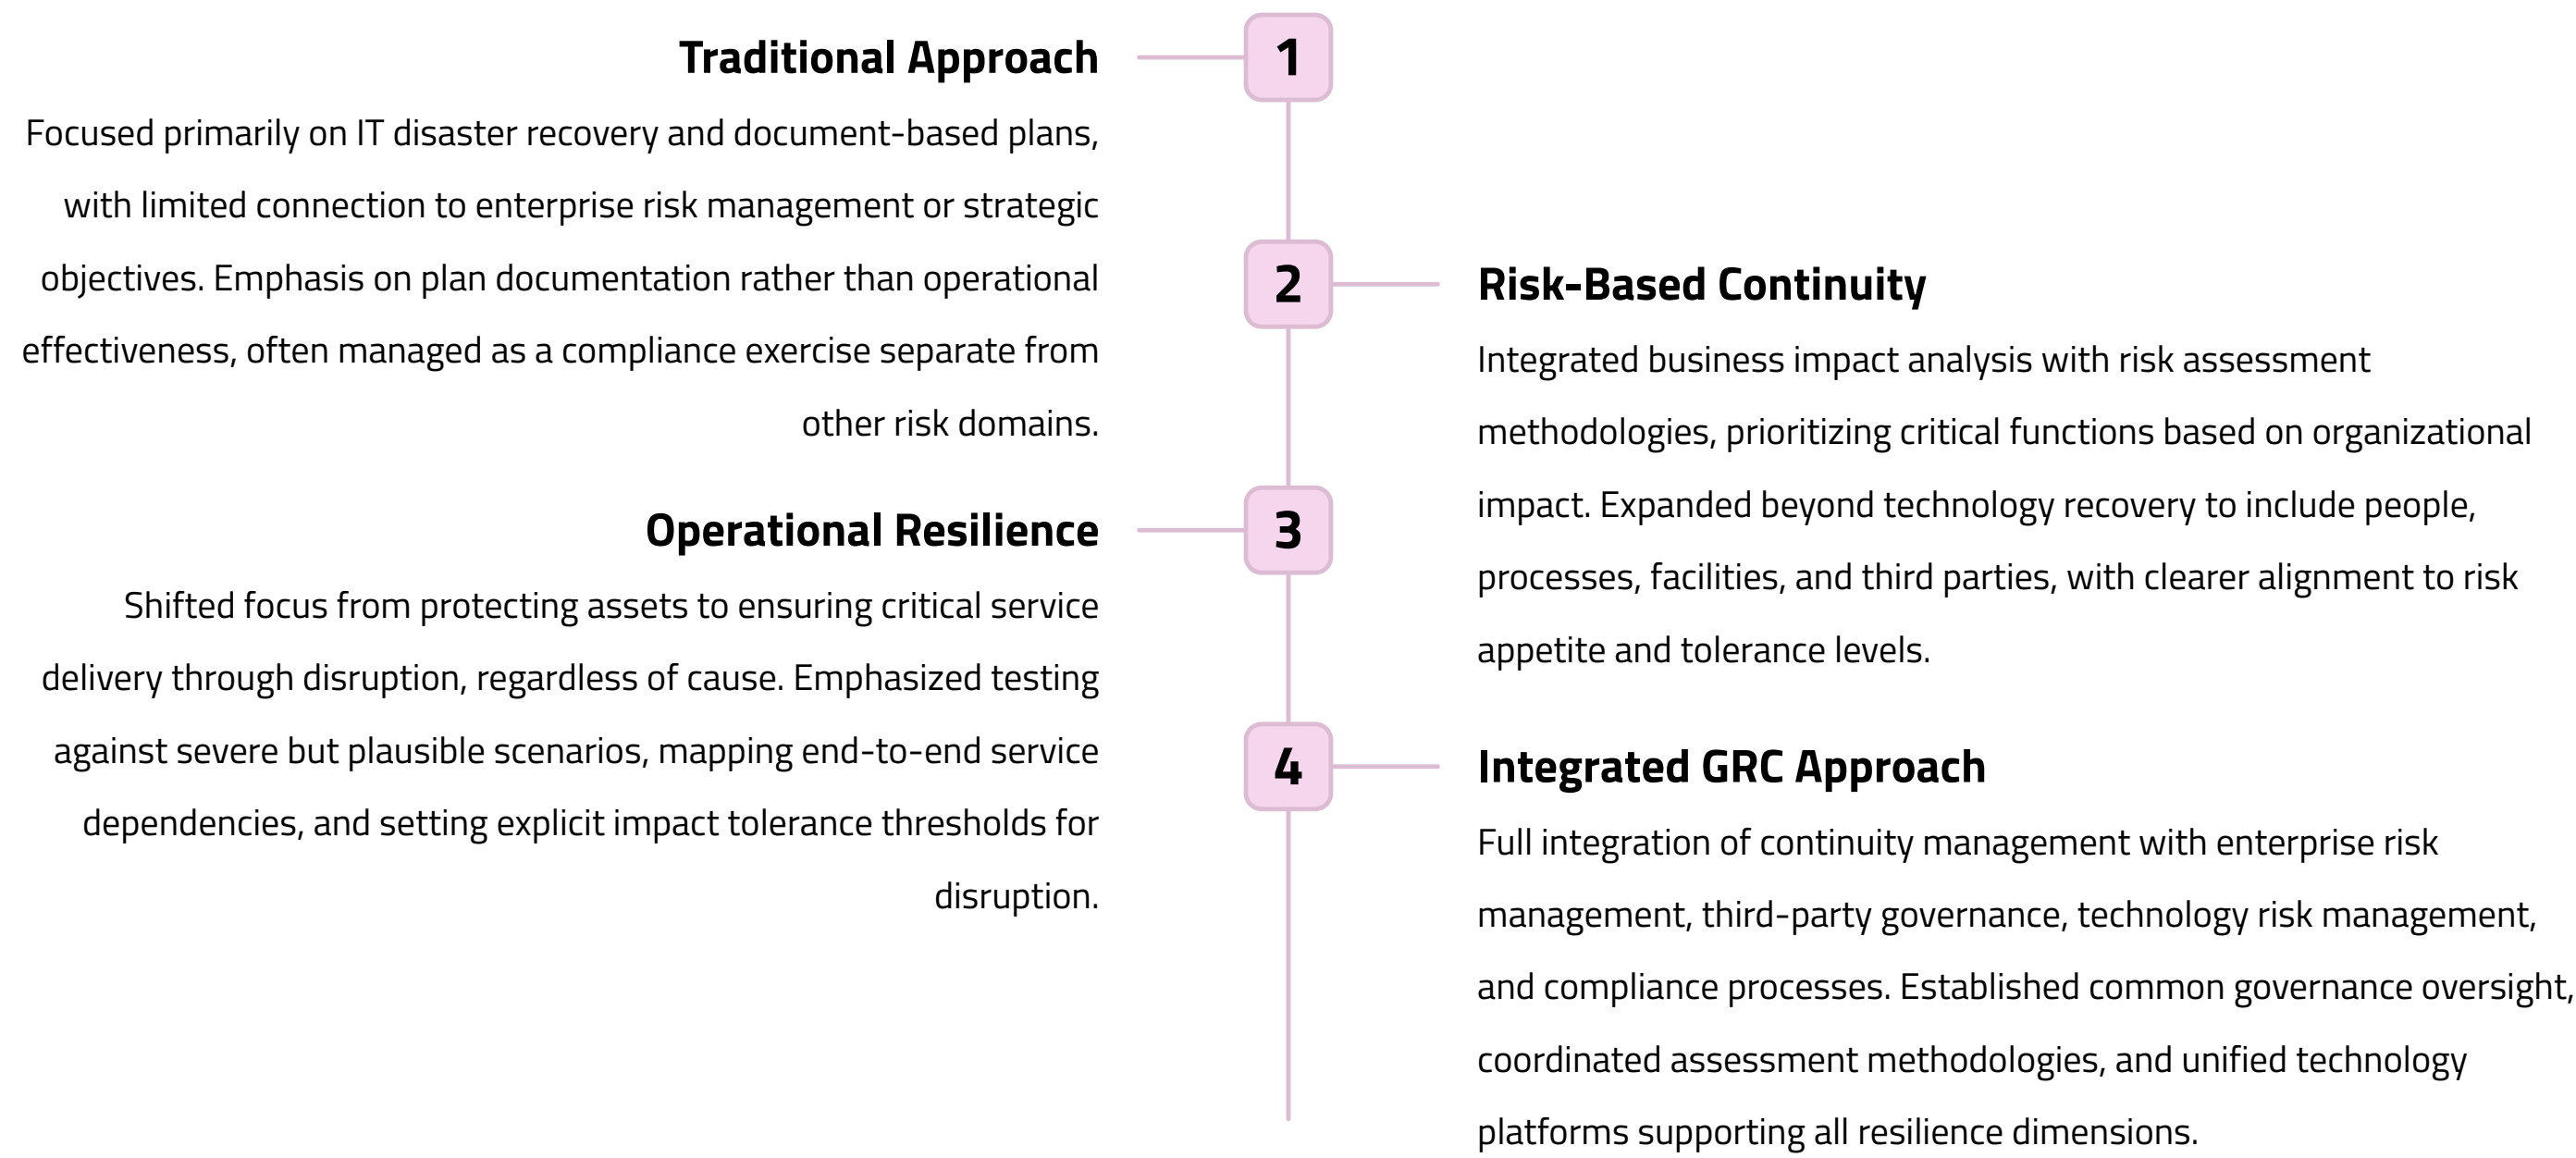 1
Traditional Approach
Focused primarily on IT disaster recovery and document-based plans,
with limited connection to enterprise risk management or strategic
objectives. Emphasis on plan documentation rather than operational
effectiveness, often managed as a compliance exercise separate from
other risk domains.
2
Risk-Based Continuity
Integrated business impact analysis with risk assessment
methodologies, prioritizing critical functions based on organizational
impact. Expanded beyond technology recovery to include people,
processes, facilities, and third parties, with clearer alignment to risk
appetite and tolerance levels.
3
Operational Resilience
Shifted focus from protecting assets to ensuring critical service
delivery through disruption, regardless of cause. Emphasized testing
against severe but plausible scenarios, mapping end-to-end service
dependencies, and setting explicit impact tolerance thresholds for
disruption.
4
Integrated GRC Approach
Full integration of continuity management with enterprise risk
management, third-party governance, technology risk management,
and compliance processes. Established common governance oversight,
coordinated assessment methodologies, and unified technology
platforms supporting all resilience dimensions.